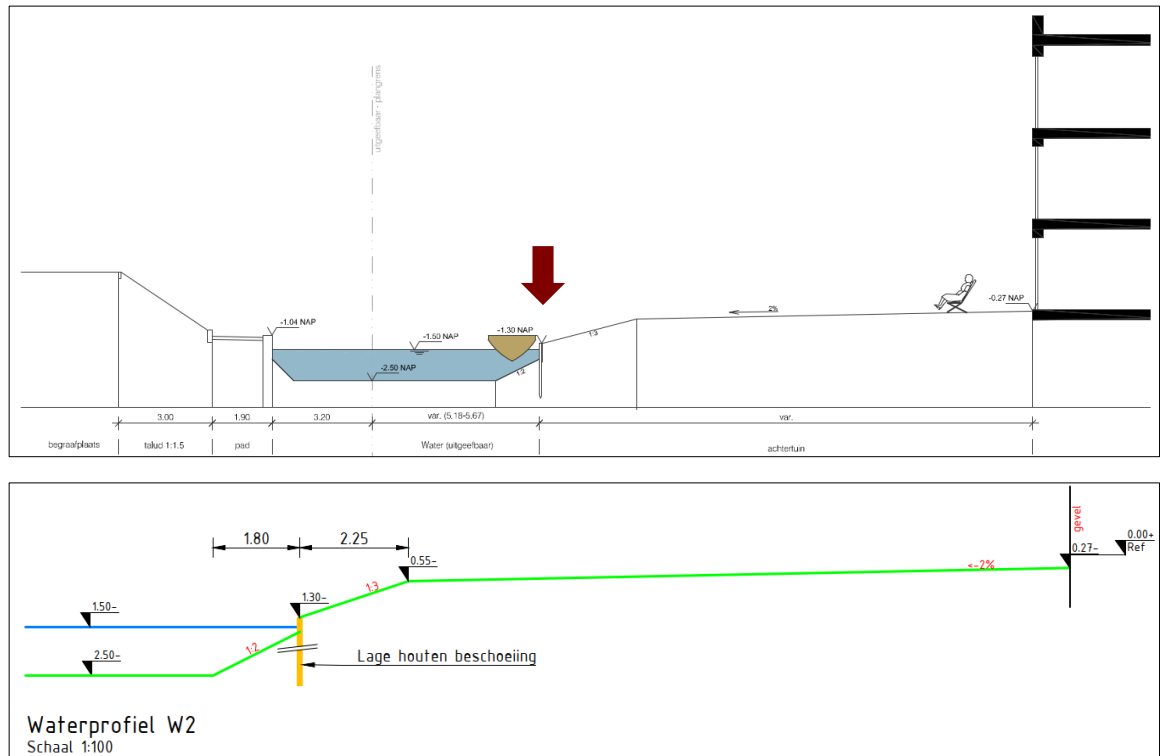 uitgeefbaar - plangrens
2%
-0.27 NAP
-1.04 NAP
-1.50 NAP
-1.30 NAP
1:3
-2.50 NAP
1:2
3.00
1.90
3.20
var. (5.18-5.67)
var.
begraafplaats
talud 1:1.5
pad
Water (uitgeefbaar)
achtertuin
gevel
1.80
2.25
0.00+
Ref
0.55-
0.27-
<-2%
1:3
1.30-
1.50-
1:2
2.50-
Lage houten beschoeiing
Waterprofiel W2
Schaal 1:100